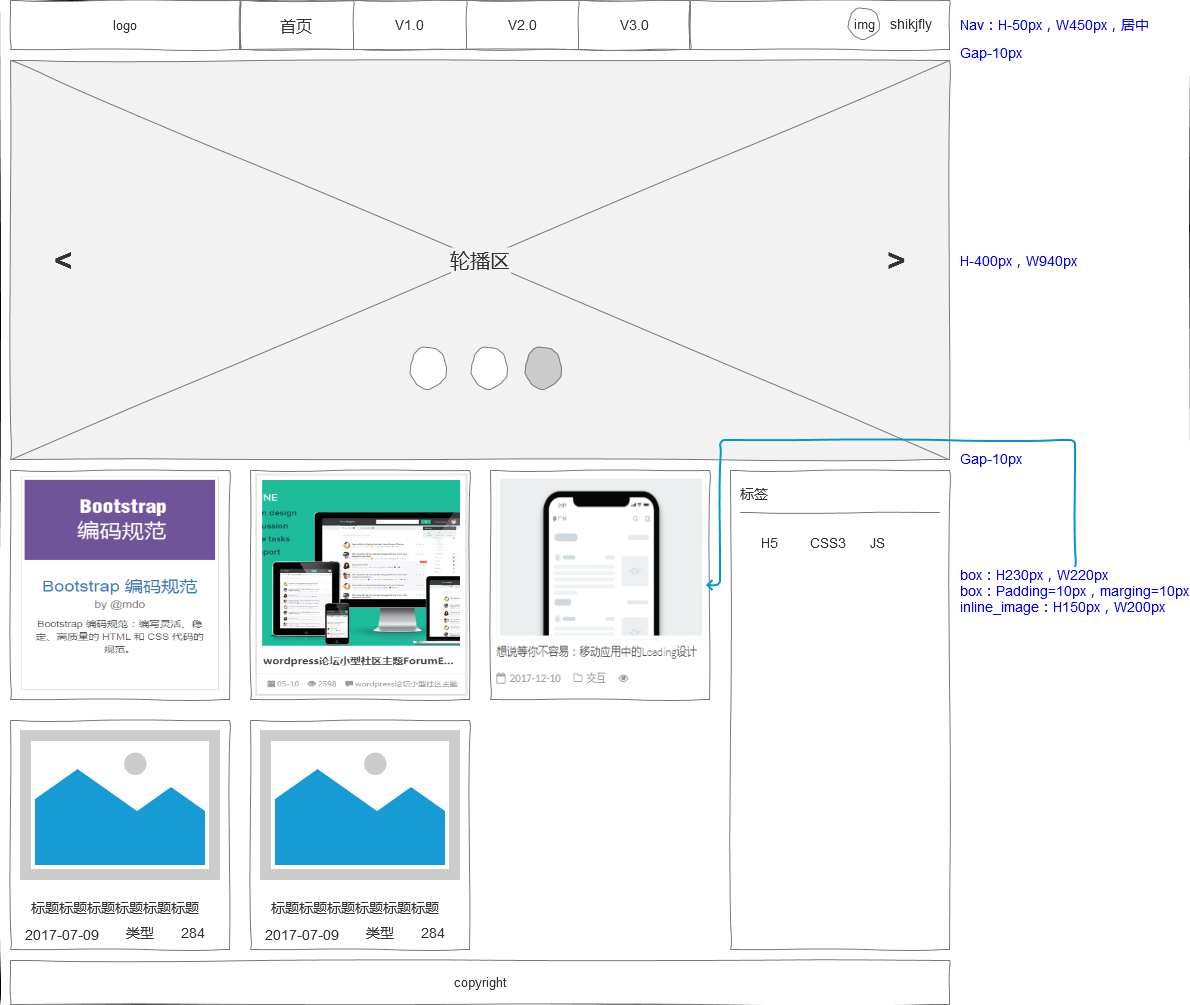 logo
首页
V1.0
V2.0
V3.0
img
shikjfly
Nav：H-50px，W450px，居中
Gap-10px
<
轮播区
>
H-400px，W940px
Gap-10px
Bootstrap
编码规范
Bootstrap 编码规范
by @mdo
Bootstrap 编码规范：编写灵活、稳
定、高质量的 HTML 和 CSS 代码的
规范。
NE
design
ussion
e tasks
pport
wordpress论坛小型社区主题ForumE...
05-10
2598
wordpress论坛小型社区主题
广州
想说等你不容易：移动应用中的Loading设计
2017-12-10
交互
标签
H5
CSS3
JS
box：H230px，W220px
box：Padding=10px，marging=10px
inline_image：H150px，W200px
标题标题标题标题标题标题
2017-07-09
类型
284
标题标题标题标题标题标题
2017-07-09
类型
284
copyright